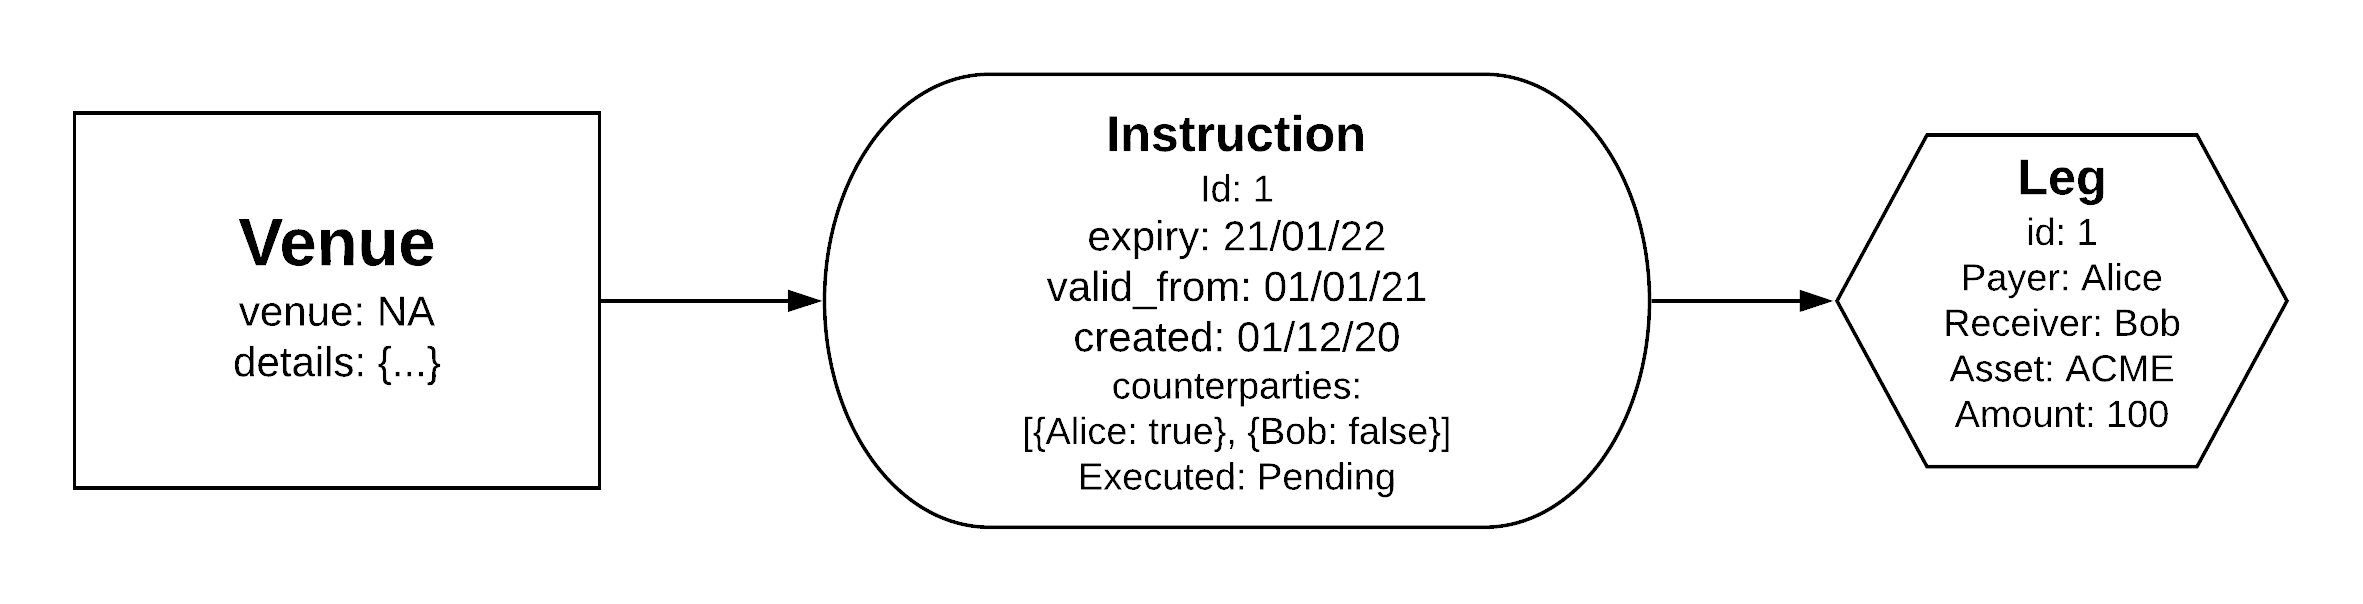 Venue
venue: NA
details: {...}
Instruction
Id: 1
expiry: 21/01/22
valid_from: 01/01/21
created: 01/12/20
counterparties:
[{Alice: true}, {Bob: false}]
Executed: Pending
Leg
id: 1
Payer: Alice
Receiver: Bob
Asset: ACME
Amount: 100